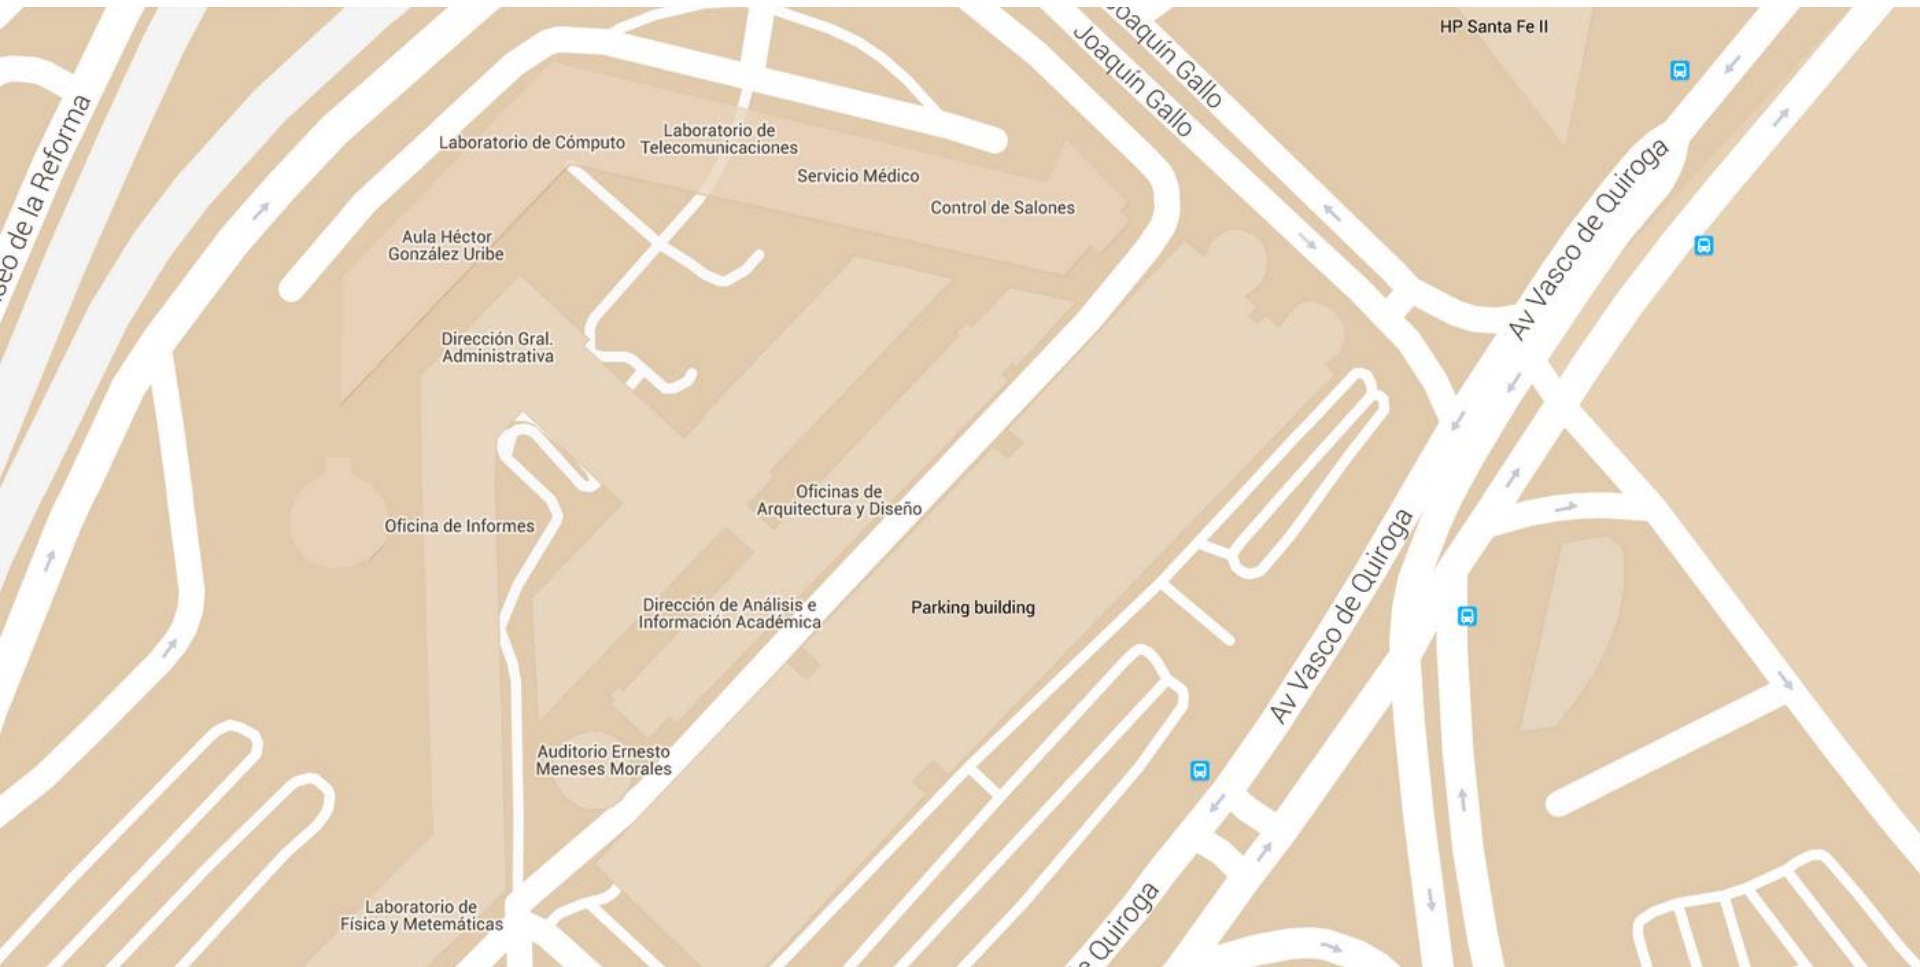 HP Santa Fe II
Joaquín Gallo
Joaquín Gallo
Paseo de la Reforma
Laboratorio de Cómputo
Laboratorio de
Telecomunicaciones
Servicio Médico
Control de Salones
Av Vasco de Quiroga
Aula Héctor
González Uribe
Dirección Gral.
Administrativa
Oficinas de
Arquitectura y Diseño
Oficina de Informes
Av Vasco de Quiroga
Dirección de Análisis e
Información Académica
Parking building
Auditorio Ernesto
Meneses Morales
Laboratorio de
Física y Metemáticas
de Quiroga